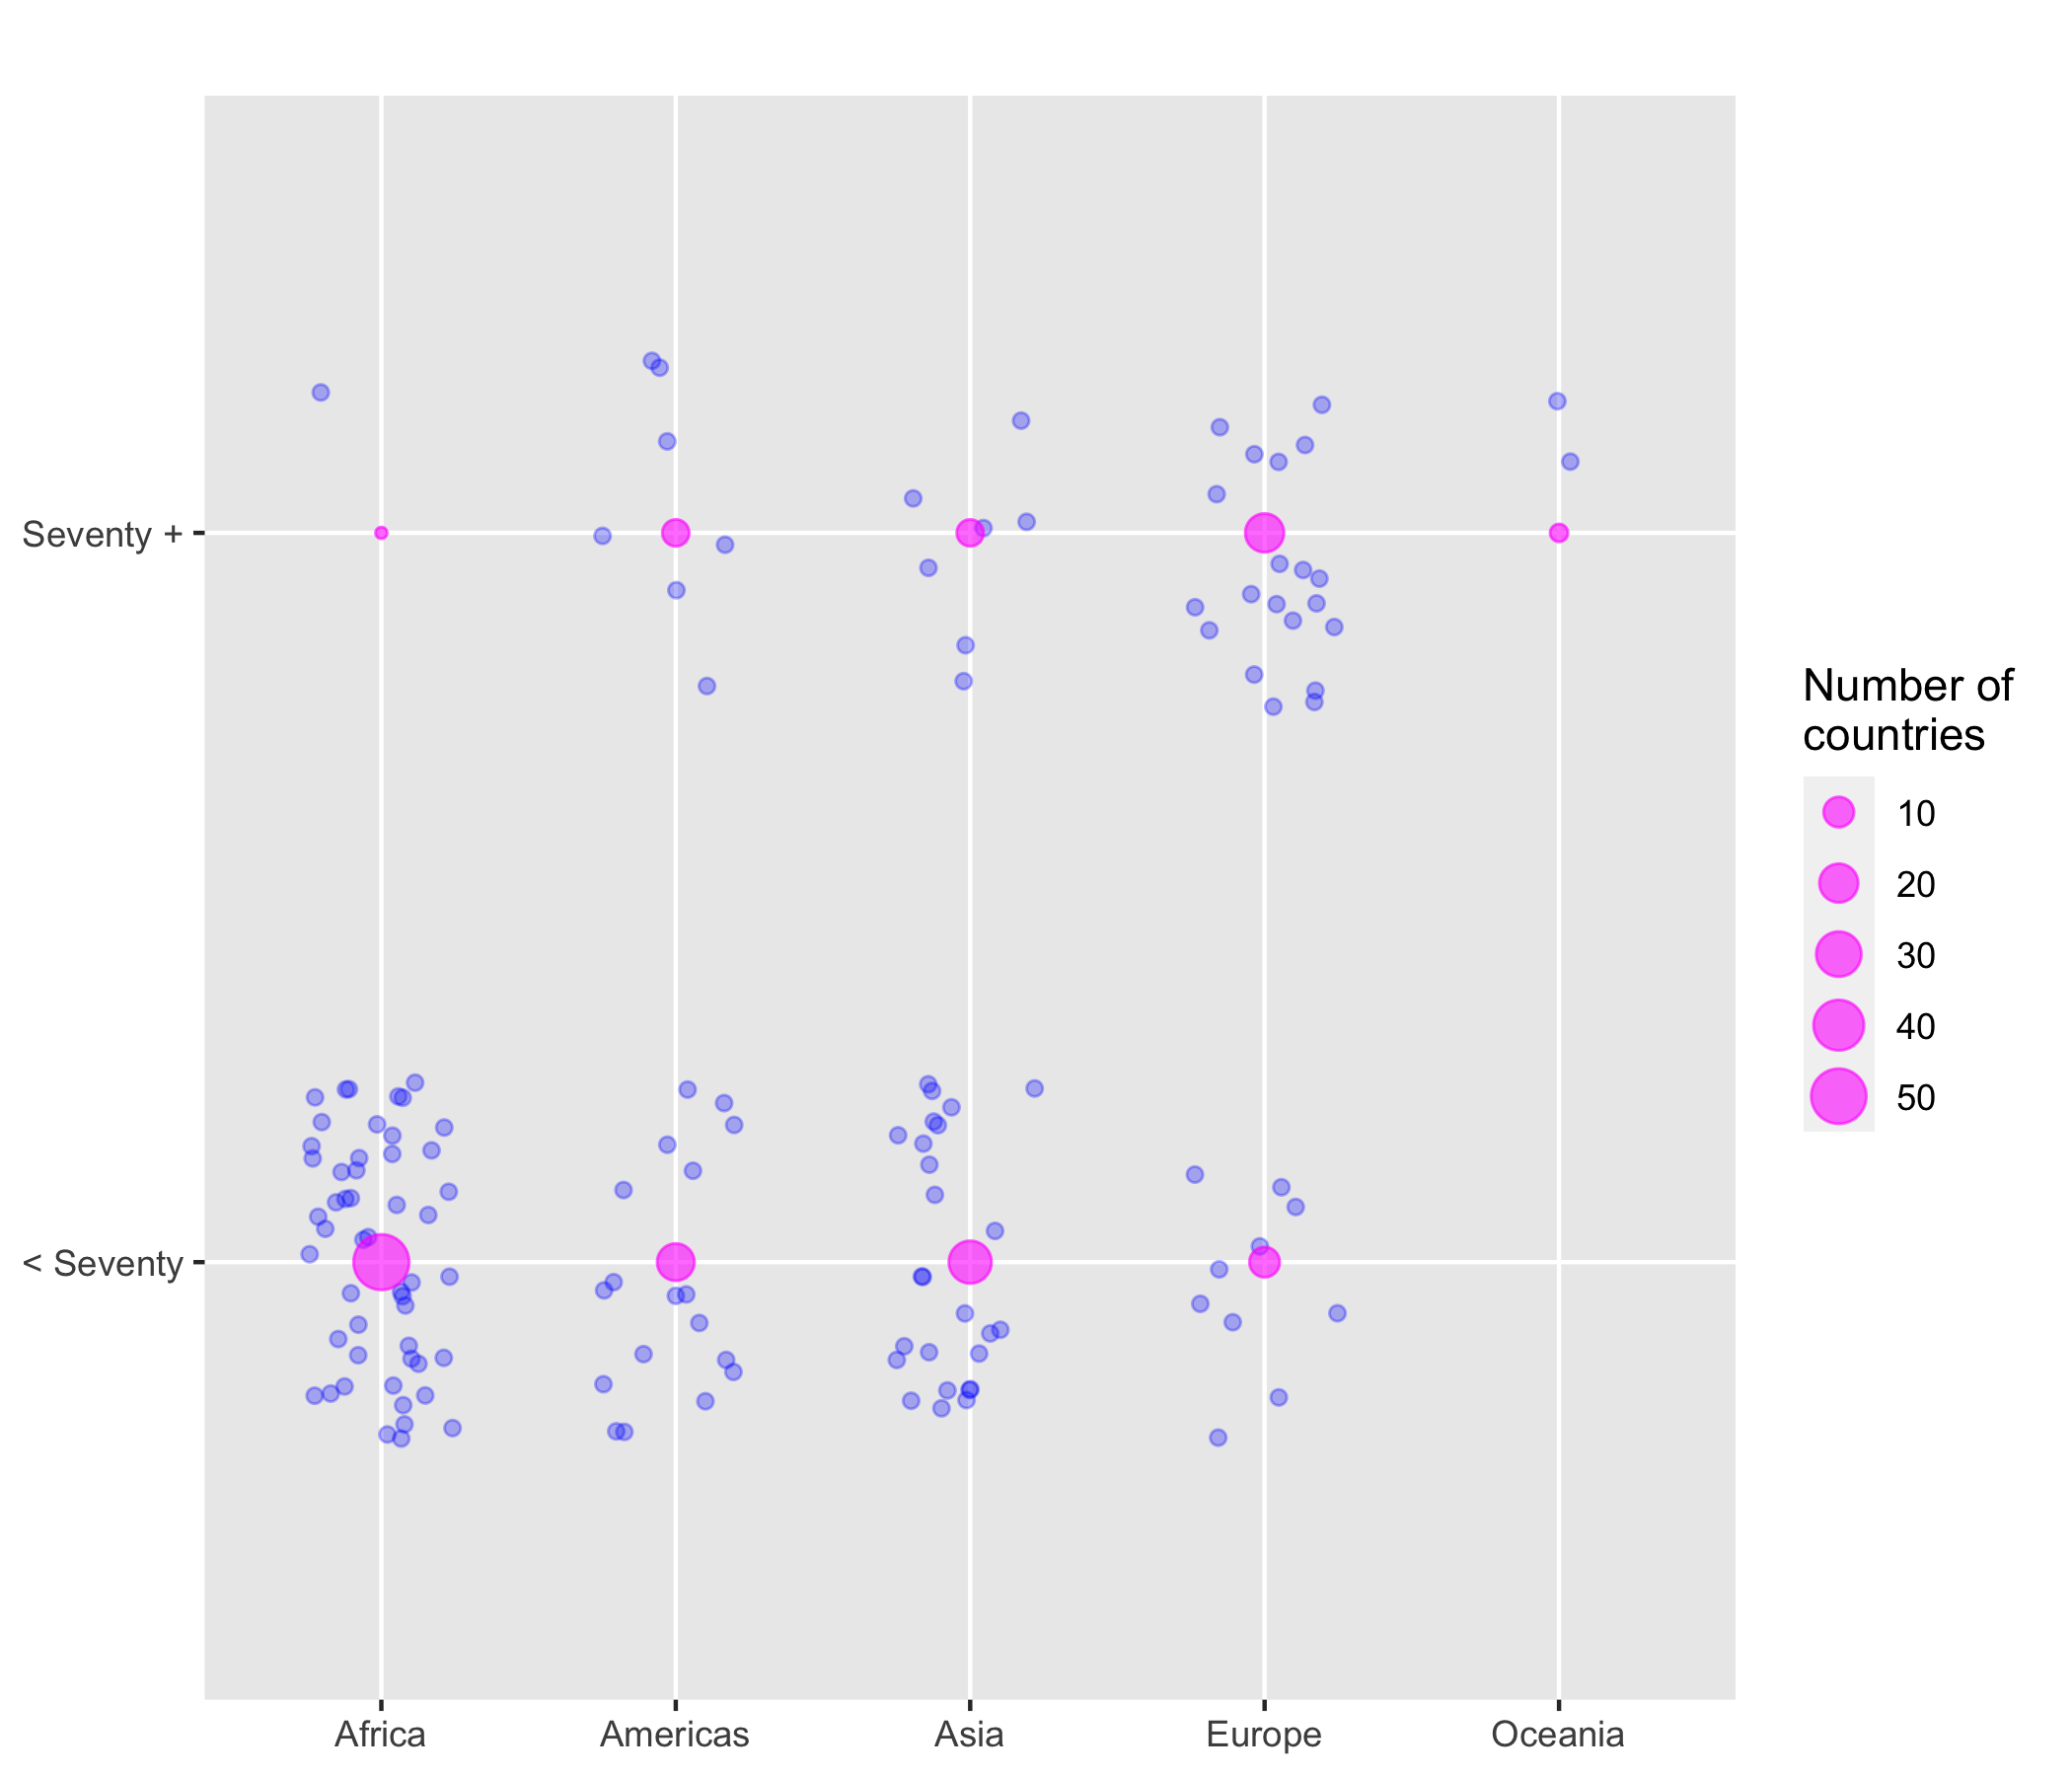 Seventy +
< Seventy
Africa
Americas
Asia
Europe
Oceania
Number of
countries
10
20
30
40
50